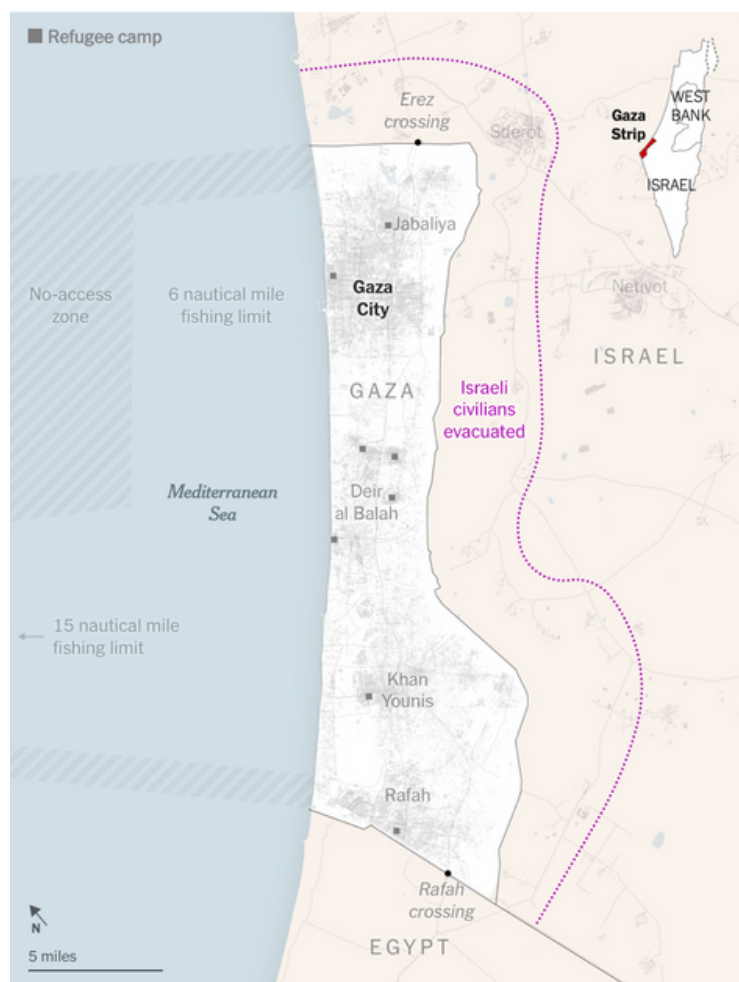 Refugee camp
Erez
crossing
Sderot
Gaza
Strip
WEST
BANK
ISRAEL
Jabaliya
No-access
zone
6 nautical mile
fishing limit
Gaza
City
Netivot
ISRAEL
GAZA
Israeli
civilians
evacuated
Mediterranean
Sea
Deir
al Balah
15 nautical mile
fishing limit
Khan
Younis
Rafah
Rafah
crossing
N
5 miles
EGYPT